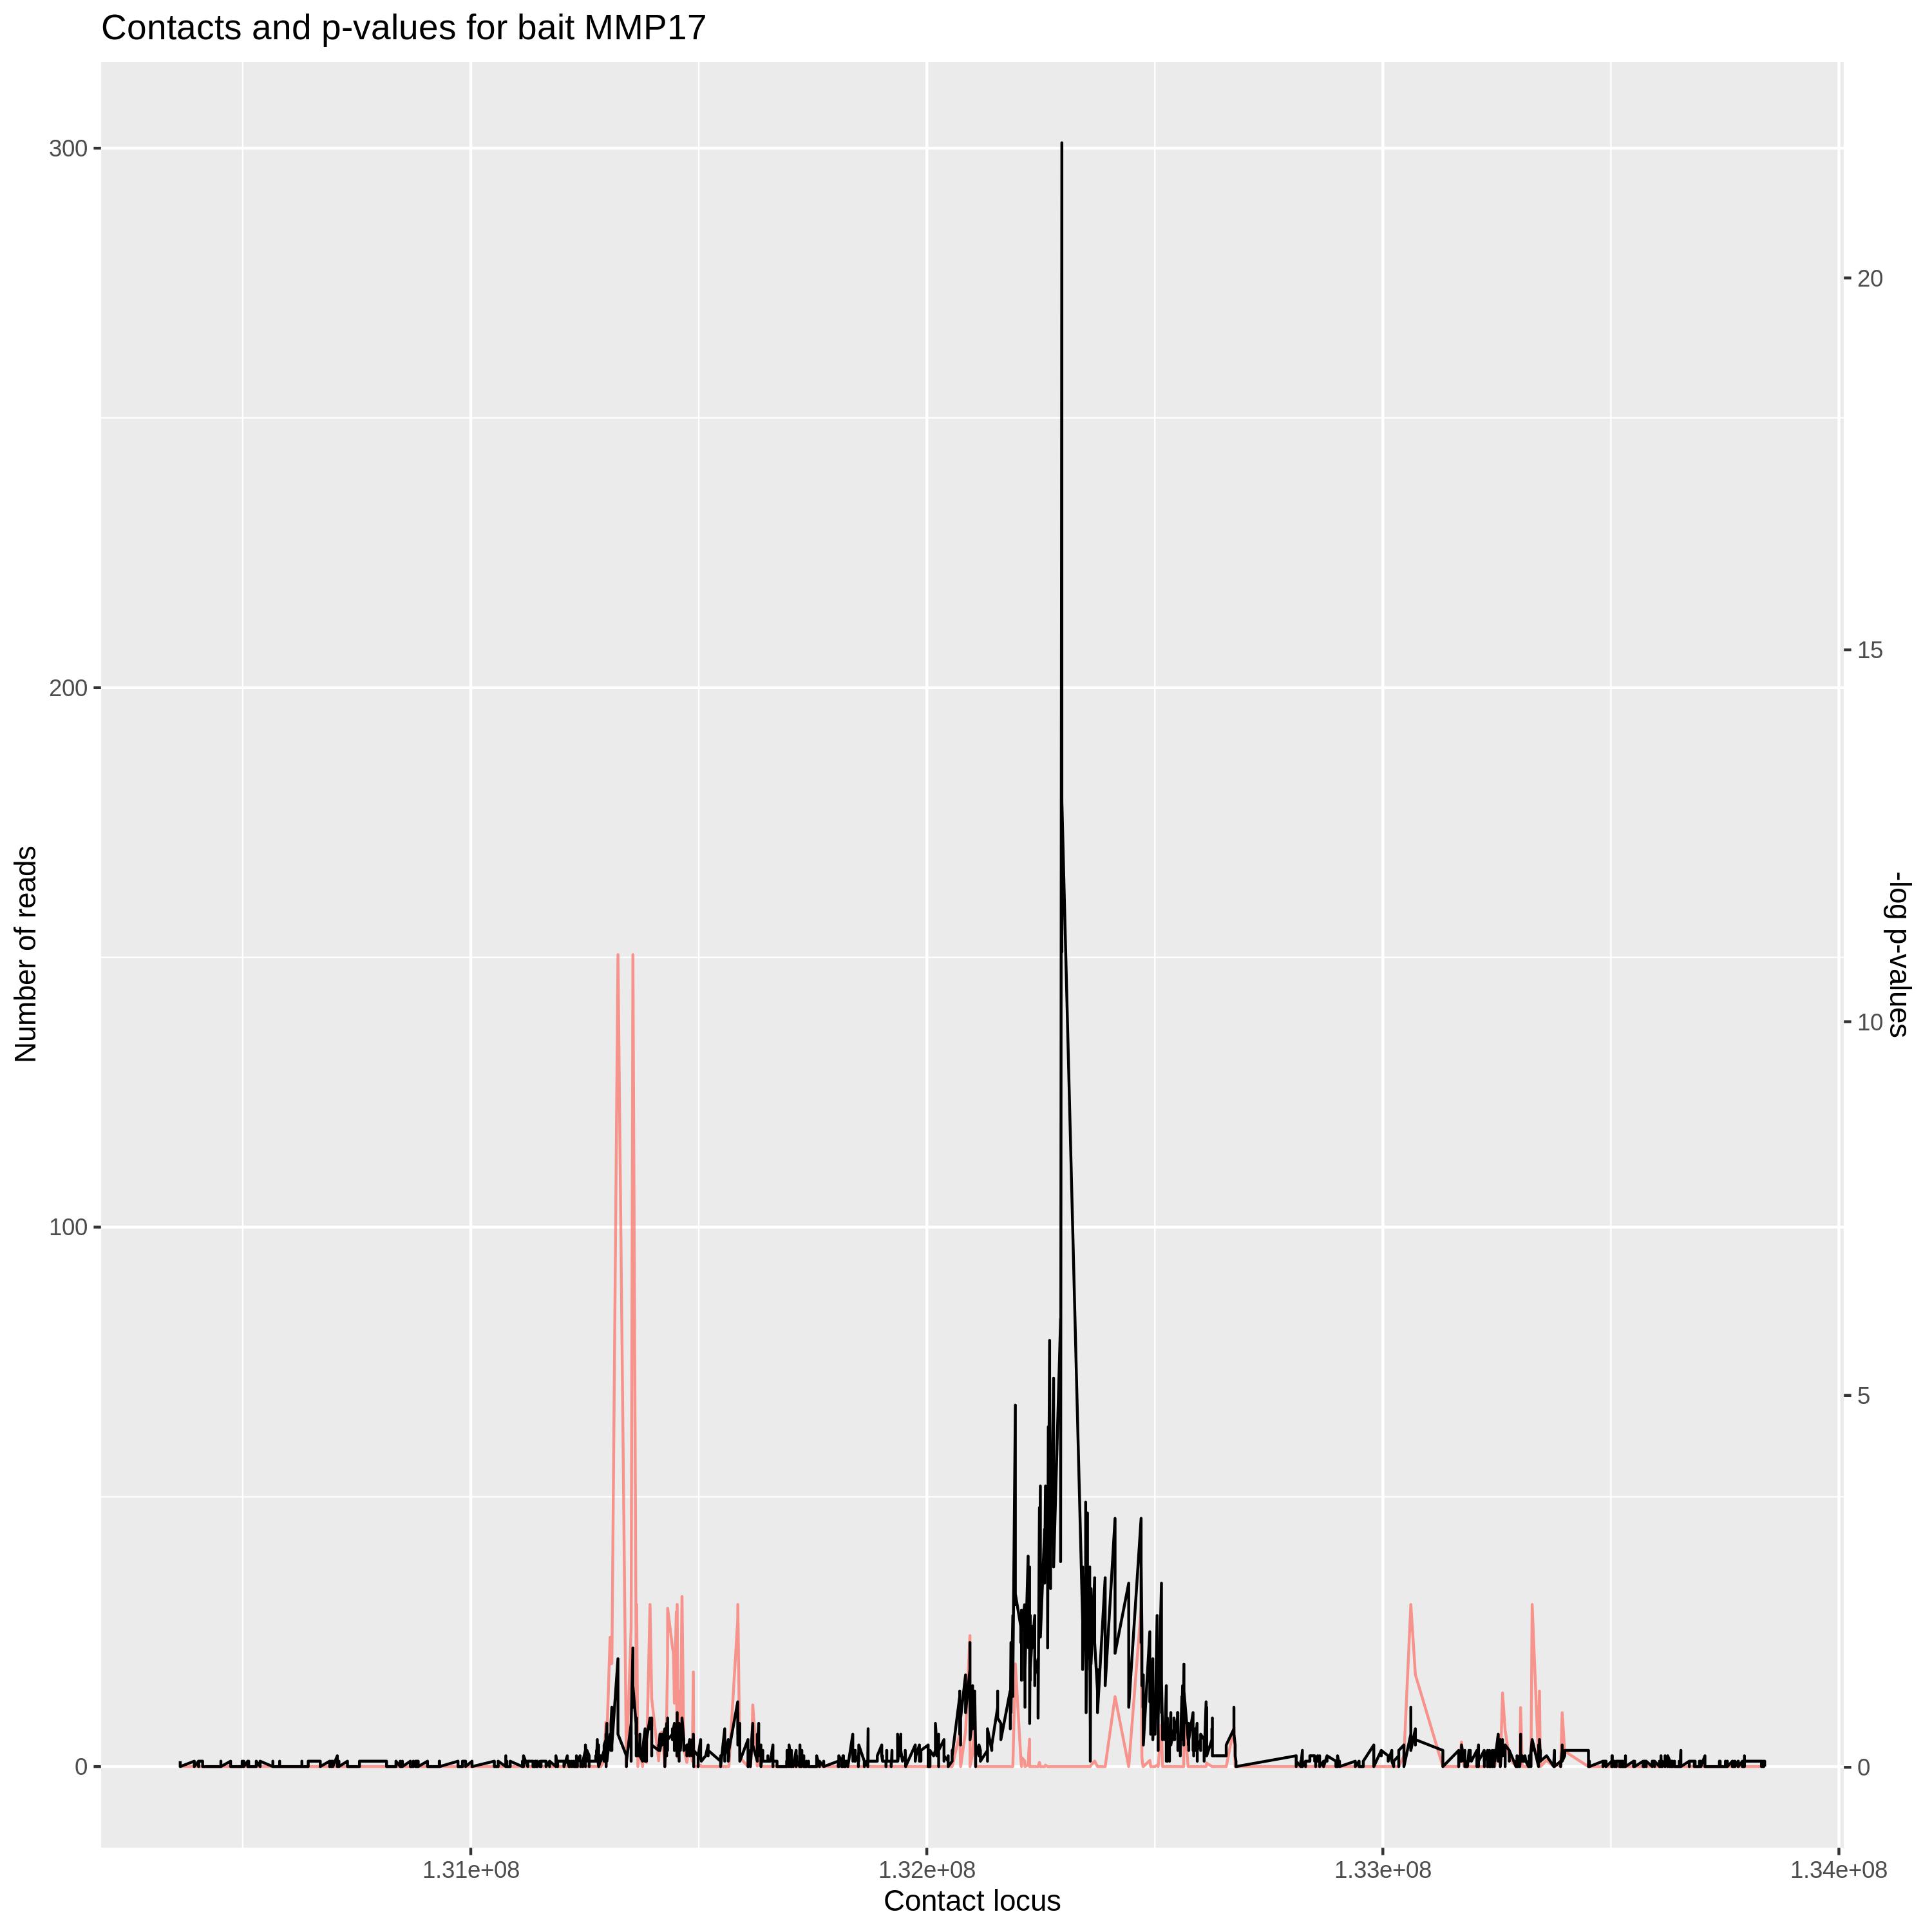 Contacts and p-values for bait MMP17
300
200
100
0
Number of reads
20
15
10
5
0
-log p-values
1.31e+08
1.32e+08
1.33e+08
1.34e+08
Contact locus